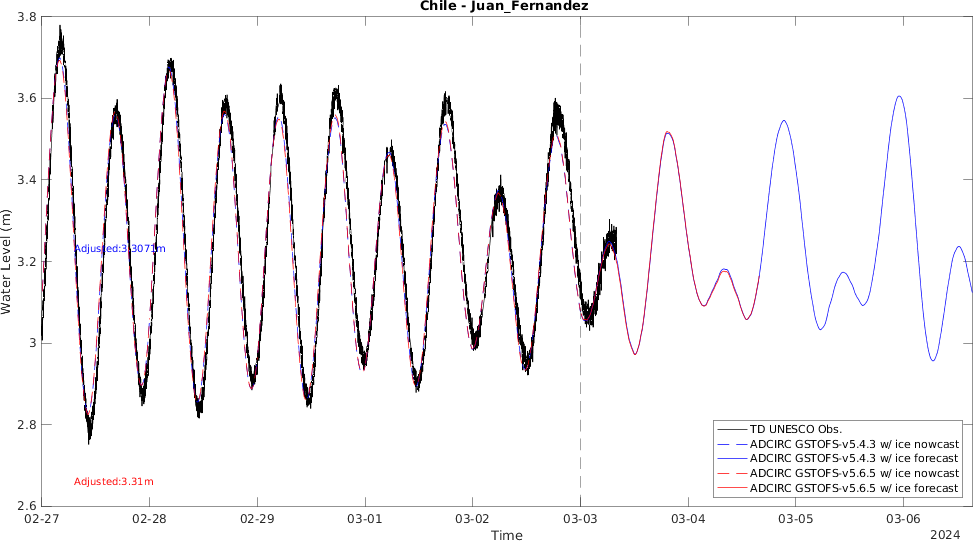 Chile - Juan_Fernandez
3.8
3.6
3.4
3.2
3
2.8
2.6
Water Level (m)
Adjusted:3.3071m
Adjusted:3.31m
TD UNESCO Obs.
ADCIRC GSTOFS-v5.4.3 w/ ice nowcast
ADCIRC GSTOFS-v5.4.3 w/ ice forecast
ADCIRC GSTOFS-v5.6.5 w/ ice nowcast
ADCIRC GSTOFS-v5.6.5 w/ ice forecast
02-27 02-28 02-29 03-01 03-02 03-03 03-04 03-05 03-06
Time
2024